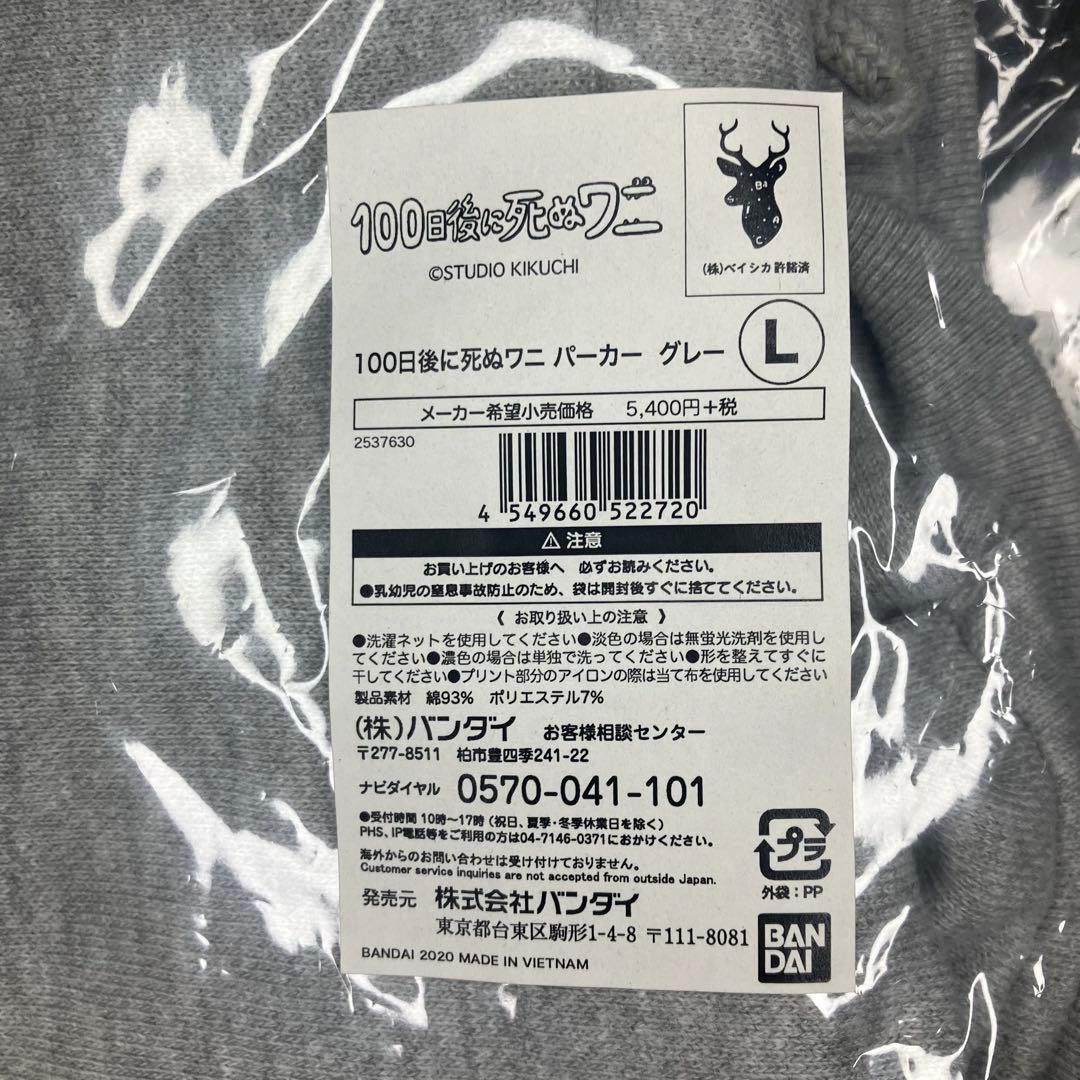 100日後に死ぬワニ
©STUDIO KIKUCHI
Ba
C A
(株)ベイシカ許諾済
100日後に死ぬワニ パーカー グレー L
メーカー希望小売価格 5,400円+税
2537630
4 549660 522720
⚠注意
お買い上げのお客様へ 必ずお読みください。
●乳幼児の窒息事故防止のため、袋は開封後すぐに捨ててください。
《 お取り扱い上の注意 》
●洗濯ネットを使用してください●淡色の場合は無蛍光洗剤を使用し
てください●濃色の場合は単独で洗ってください●形を整えてすぐに
干してください●プリント部分のアイロンの際は当て布を使用してください
製品素材 綿93% ポリエステル7%
(株)バンダイ お客様相談センター
〒277-8511 柏市豊四季241-22
ナビダイヤル 0570-041-101
●受付時間 10時~17時(祝日、夏季・冬季休業日を除く)
PHS、IP電話等をご利用の方は04-7146-0371におかけください。
海外からのお問い合わせは受け付けておりません。
Customer service inquiries are not accepted from outside Japan.
プラ
外袋:PP
発売元 株式会社バンダイ
東京都台東区駒形1-4-8 〒111-8081
BANDAI 2020 MADE IN VIETNAM
BAN
DAI